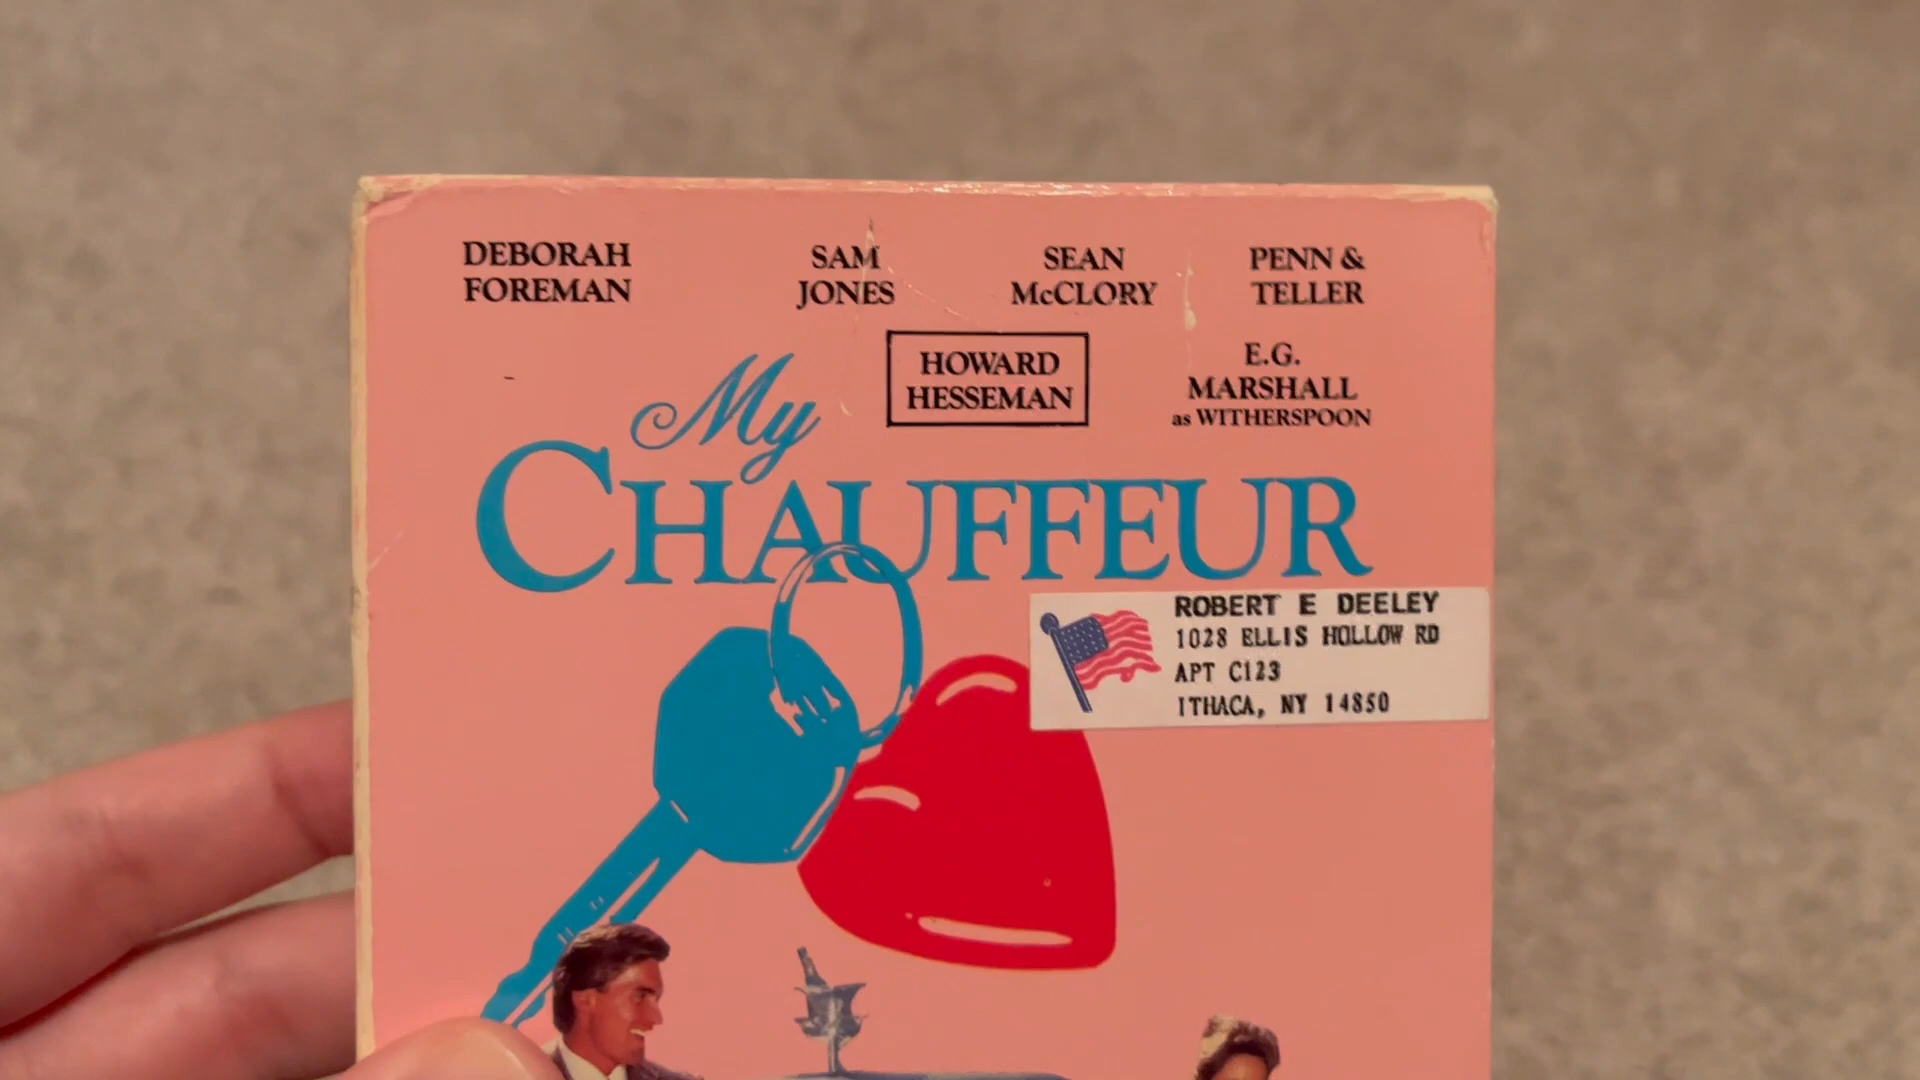 DEBORAH
FOREMAN
SAM
JONES
SEAN
McCLORY
PENN &
TELLER
HOWARD
HESSEMAN
E.G.
MARSHALL
as WITHERSPOON
My
CHAUFFEUR
ROBERT E DEELEY
1028 ELLIS HOLLOW RD
APT C123
ITHACA, NY 14850